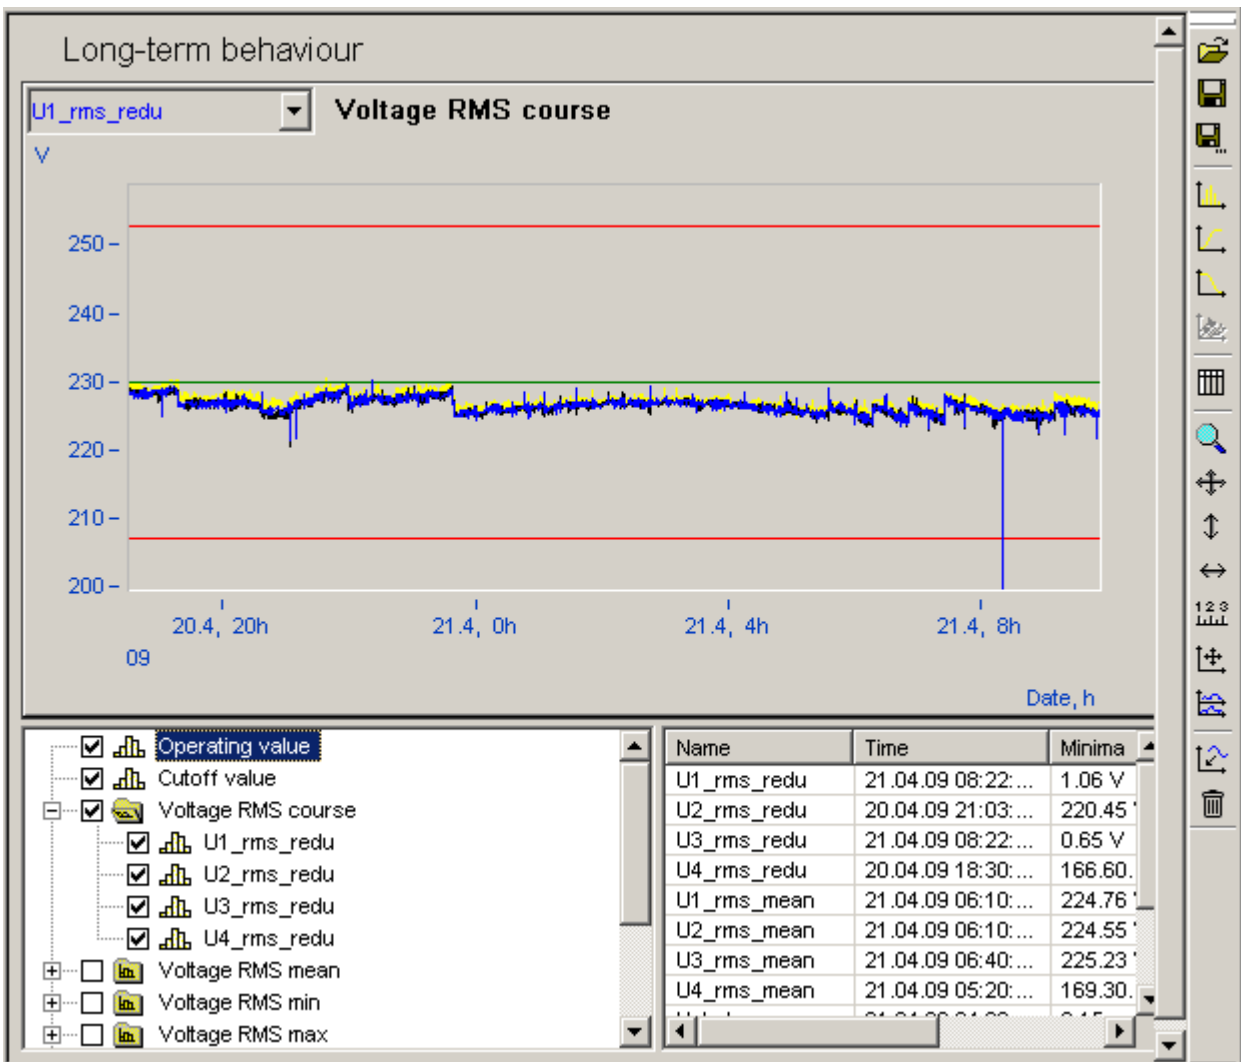 Long-term behaviour
U1_rms_redu Voltage RMS course
V
250
240
230
220
210
200
20.4, 20h 21.4, 0h 21.4, 4h 21.4, 8h
09
Date, h
Operating value
Cutoff value
Voltage RMS course
U1_rms_redu
U2_rms_redu
U3_rms_redu
U4_rms_redu
Voltage RMS mean
Voltage RMS min
Voltage RMS max
Name Time Minima
U1_rms_redu 21.04.09 08:22:... 1.06 V
U2_rms_redu 20.04.09 21:03:... 220.45
U3_rms_redu 21.04.09 08:22:... 0.65 V
U4_rms_redu 20.04.09 18:30:... 166.60.
U1_rms_mean 21.04.09 06:10:... 224.76
U2_rms_mean 21.04.09 06:10:... 224.55
U3_rms_mean 21.04.09 06:40:... 225.23
U4_rms_mean 21.04.09 05:20:... 169.30.
1 2 3